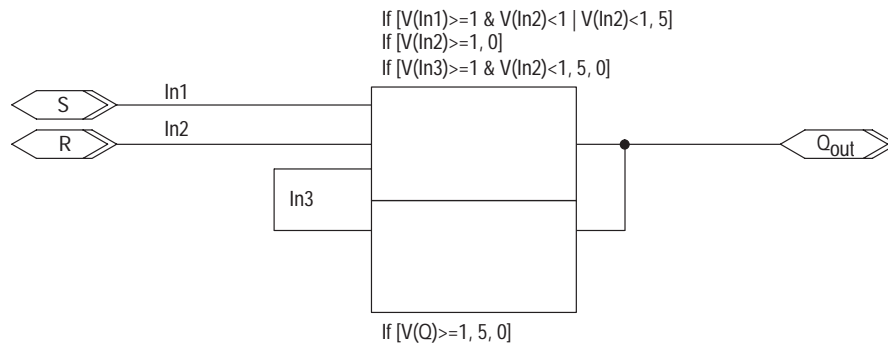 If [V(In1)>=1 & V(In2)<1 | V(In2)<1, 5]
If [V(In2)>=1, 0]
If [V(In3)>=1 & V(In2)<1, 5, 0]
S
In1
R
In2
Qout
In3
If [V(Q)>=1, 5, 0]